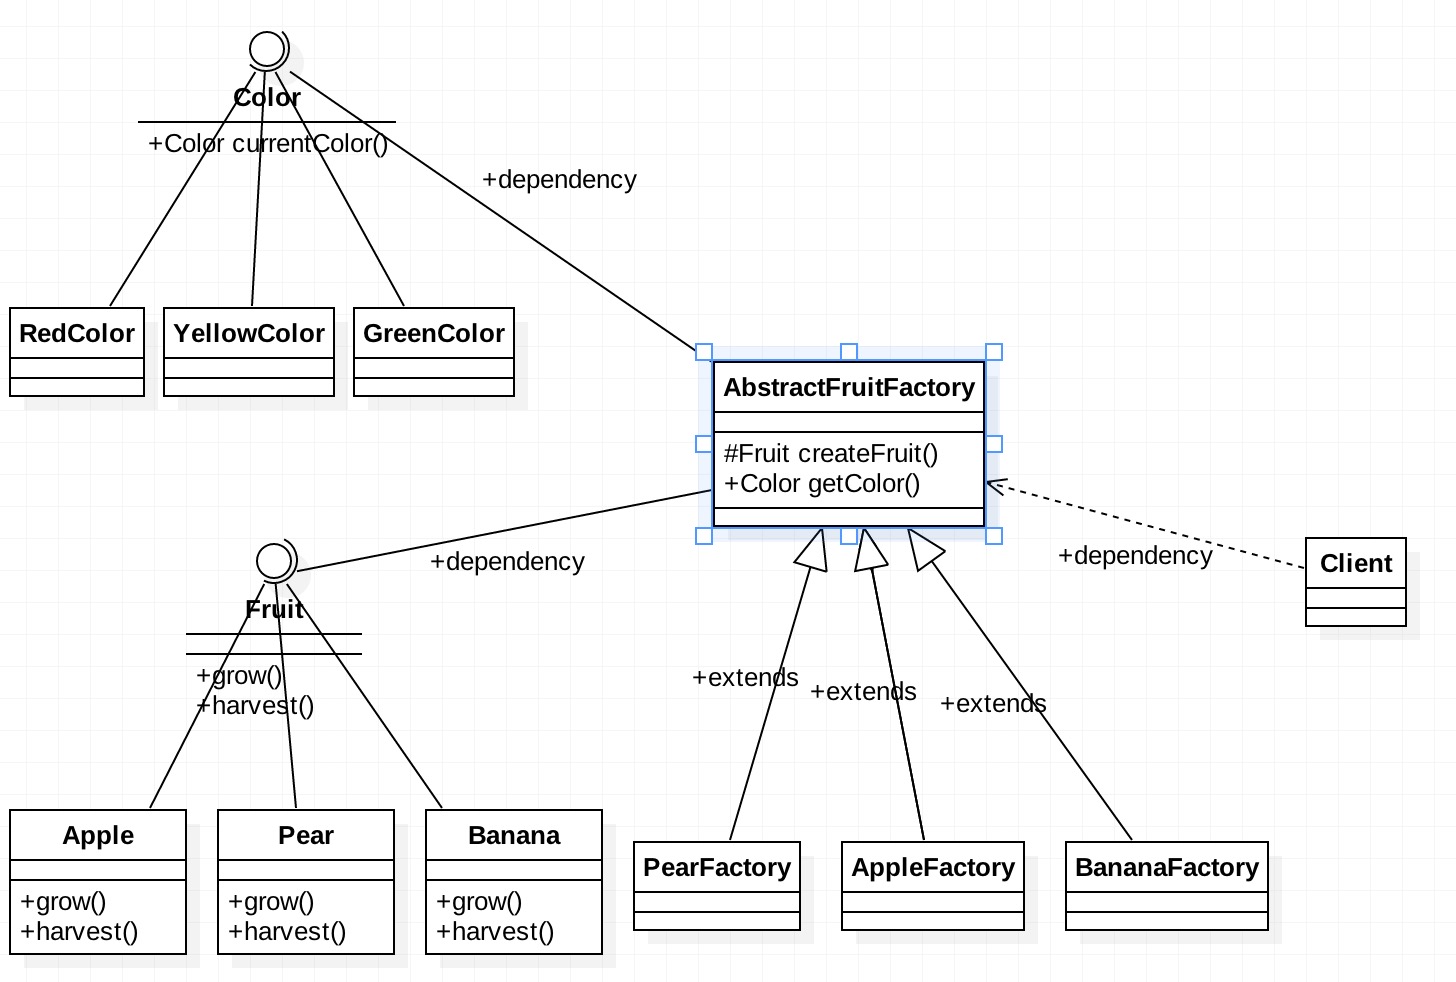 Color
+Color currentColor()
+dependency
RedColor
YellowColor
GreenColor
AbstractFruitFactory
#Fruit createFruit()
+Color getColor()
+dependency
+dependency
Client
Fruit
+grow()
+harvest()
+extends
+extends
+extends
Apple
+grow()
+harvest()
Pear
+grow()
+harvest()
Banana
+grow()
+harvest()
PearFactory
AppleFactory
BananaFactory